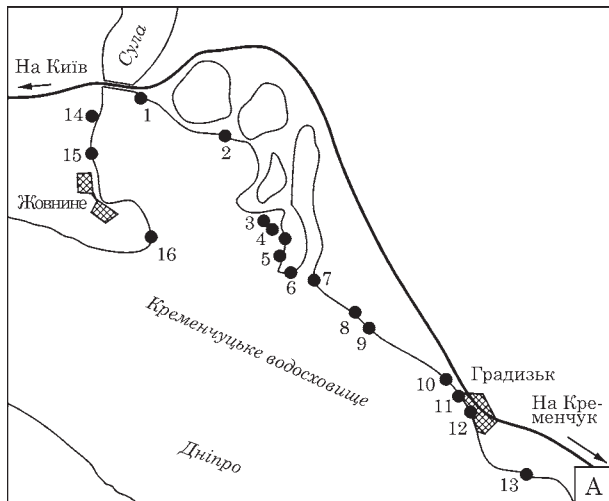 Сула
На Київ
1
14
2
15
Жовнине
3
4
16
5
6
7
Кременчуцьке водосховище
8
9
10
Градизьк
11
На Кре-
менчук
12
Дніпро
13
А